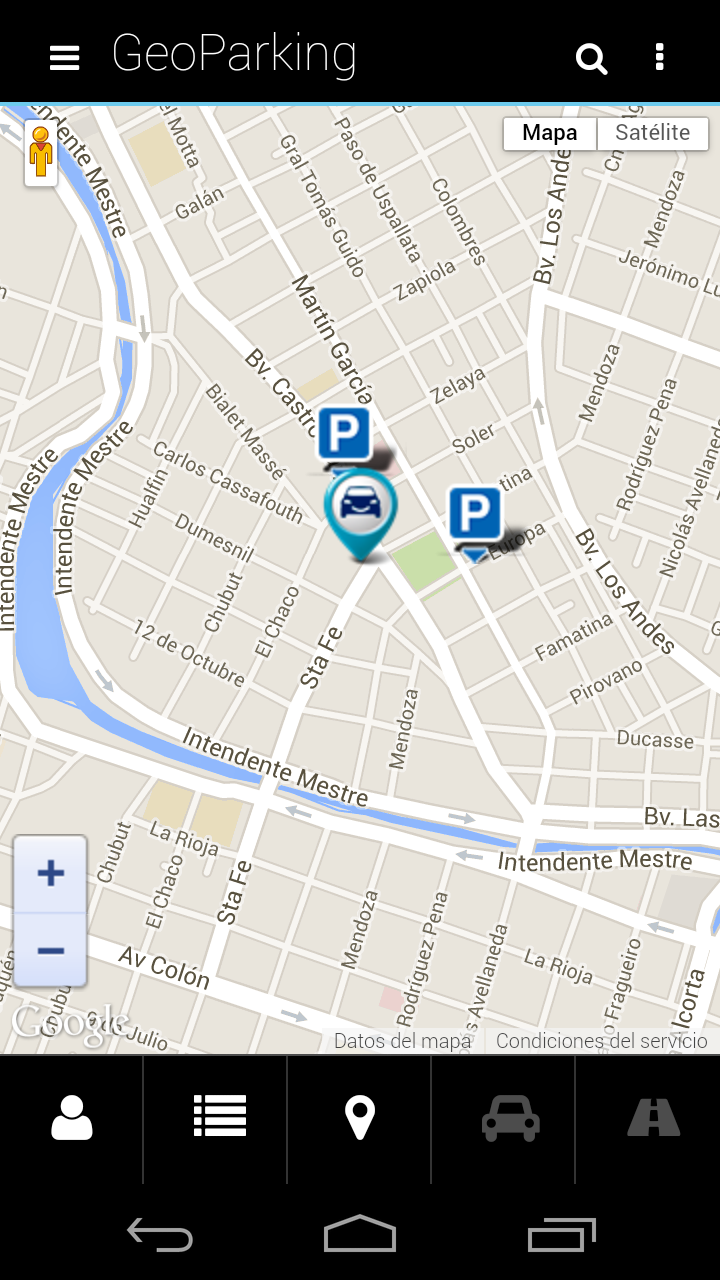 GeoParking
Mapa
Satélite
Intendente Mestre
el Motta
Galán
Gral Tomás Guido
Paso de Uspallata
Colombres
Zapiola
Bv. Los Ande
Mendoza
Jerónimo Lu
Martín García
Bv. Castro
Zelaya
Mendoza
Bialet Massé
P
Soler
Rodríguez Pena
Nicolás Avellaneda
Intendente Mestre
Intendente Mestre
Hualfin
Carlos Cassafouth
P
tina
Europa
Dumesnil
Bv. Los Andes
Chubut
El Chaco
12 de Octubre
Sta Fe
Famatina
Pirovano
Mendoza
Ducasse
Intendente Mestre
Bv. Las
Intendente Mestre
Chubut
La Rioja
El Chaco
Sta Fe
Mendoza
Rodríguez Pena
La Rioja
Av Colón
Avellaneda
Fragueiro
Alcorta
Google
de Julio
Datos del mapa
Condiciones del servicio